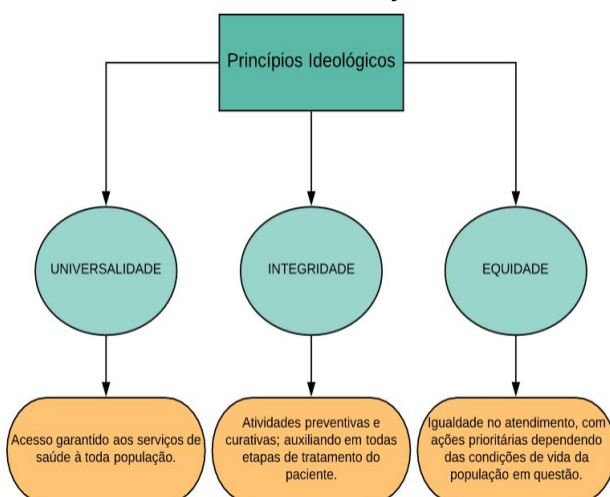 Princípios Ideológicos
UNIVERSALIDADE
INTEGRIDADE
EQUIDADE
Acesso garantido aos serviços de
saúde à toda população.
Atividades preventivas e
curativas; auxiliando em todas
etapas de tratamento do
paciente.
Igualdade no atendimento, com
ações prioritárias dependendo
das condições de vida da
população em questão.